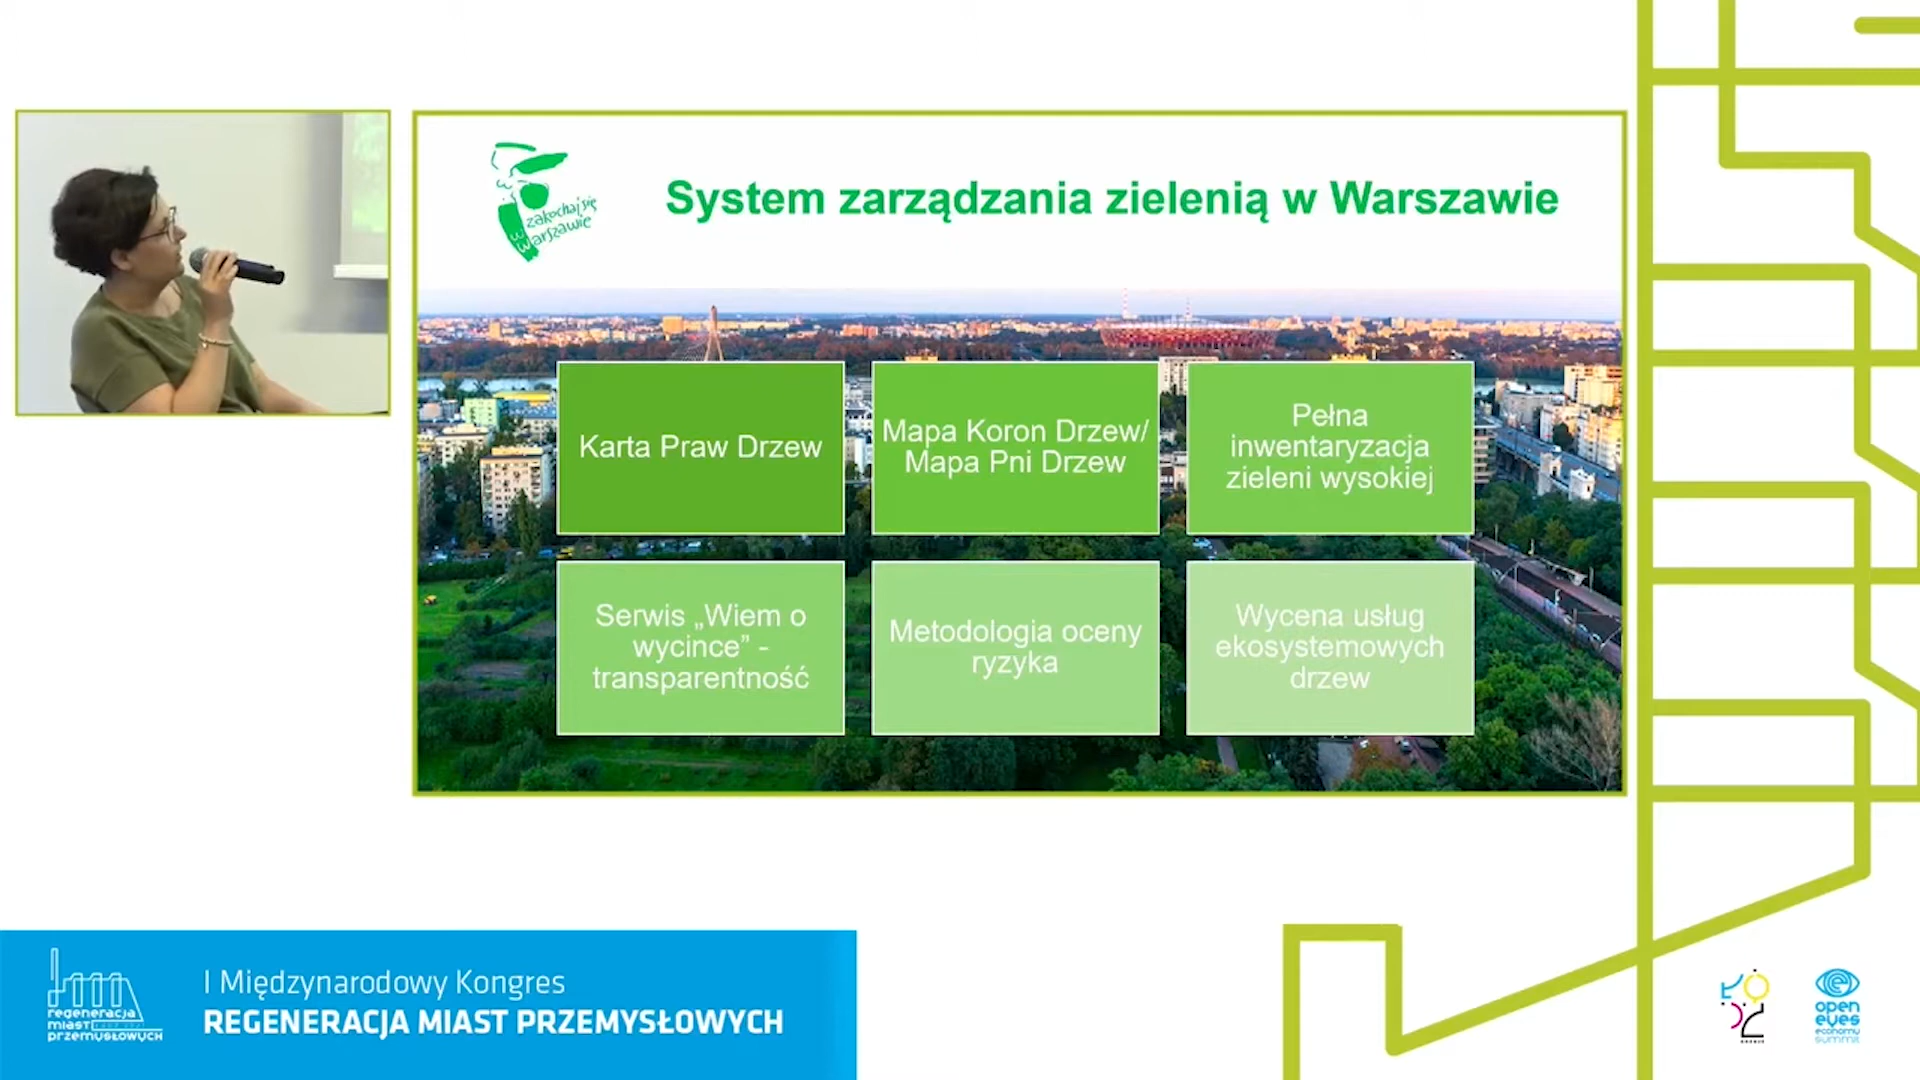 zakochaj się
w
warszawie
System zarządzania zielenią w Warszawie
Karta Praw Drzew
Mapa Koron Drzew/
Mapa Pni Drzew
Pełna
inwentaryzacja
zieleni wysokiej
Serwis „Wiem o
wycince” -
transparentność
Metodologia oceny
ryzyka
Wycena usług
ekosystemowych
drzew
regeneracja
miast
przemysłowych
I Międzynarodowy Kongres
REGENERACJA MIAST PRZEMYSŁOWYCH
open
eyes
economy
summit